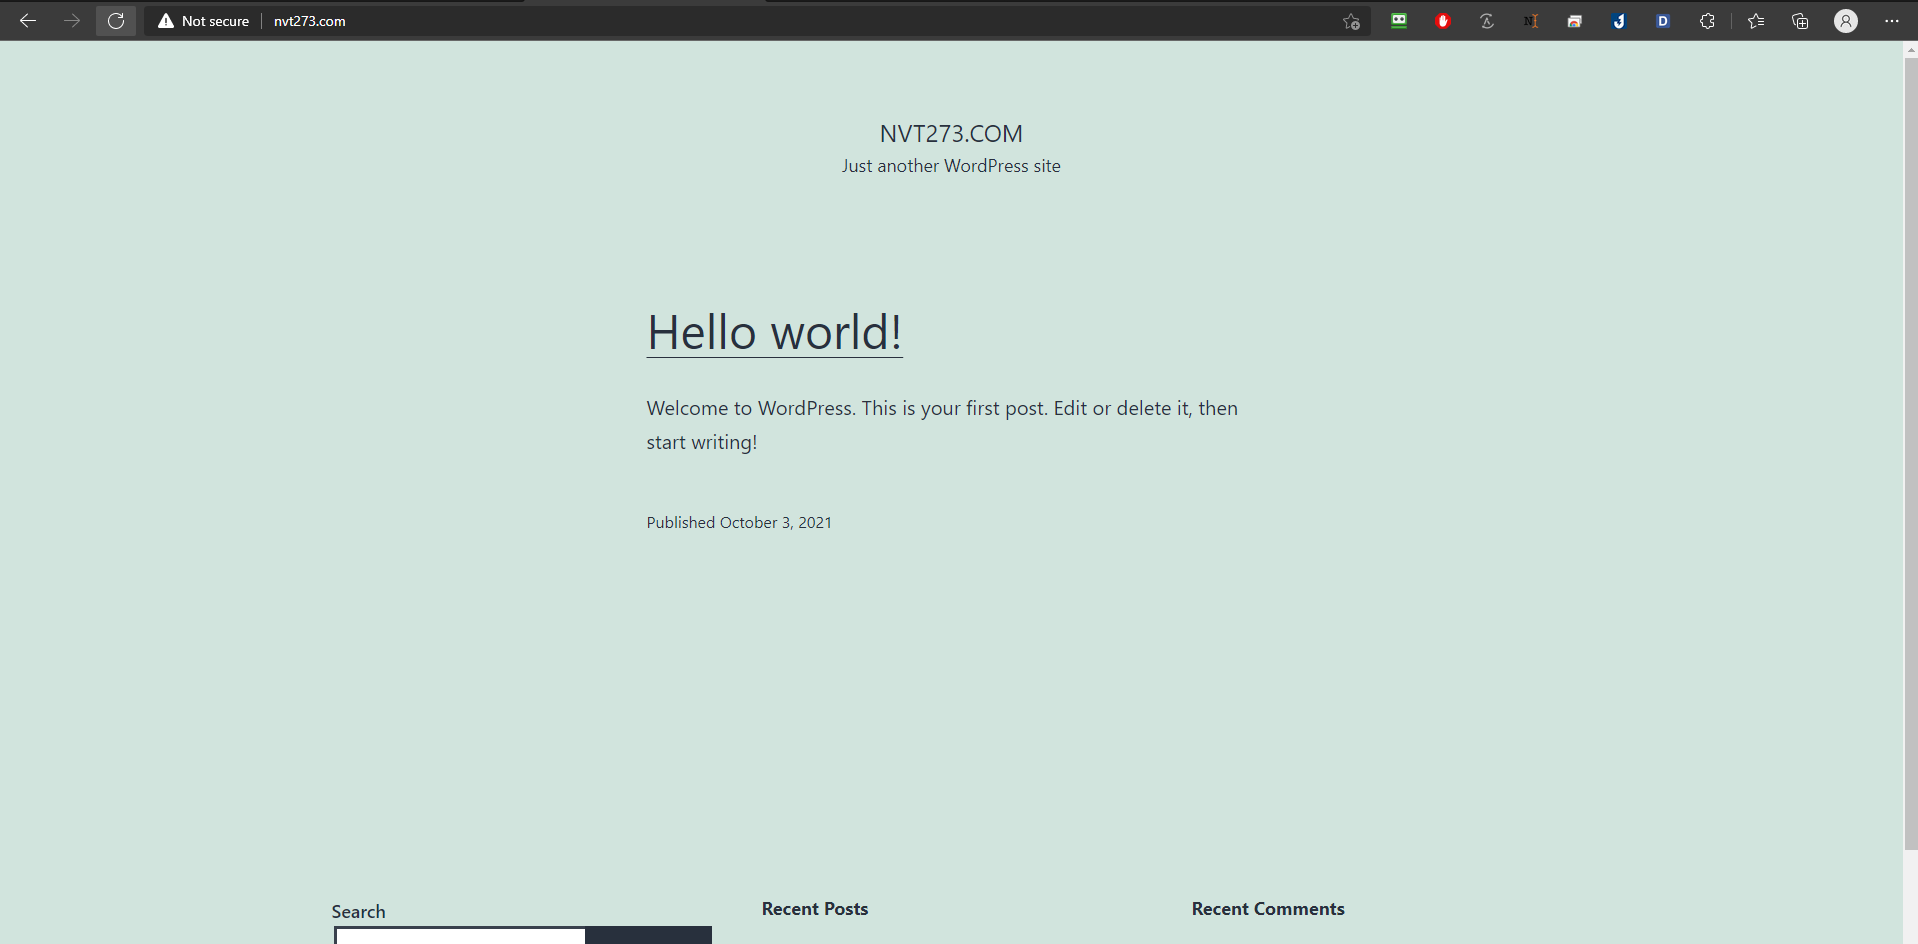 Not secure
nvt273.com
NVT273.COM
Just another WordPress site
Hello world!
Welcome to WordPress. This is your first post. Edit or delete it, then
start writing!
Published October 3, 2021
Search
Recent Posts
Recent Comments